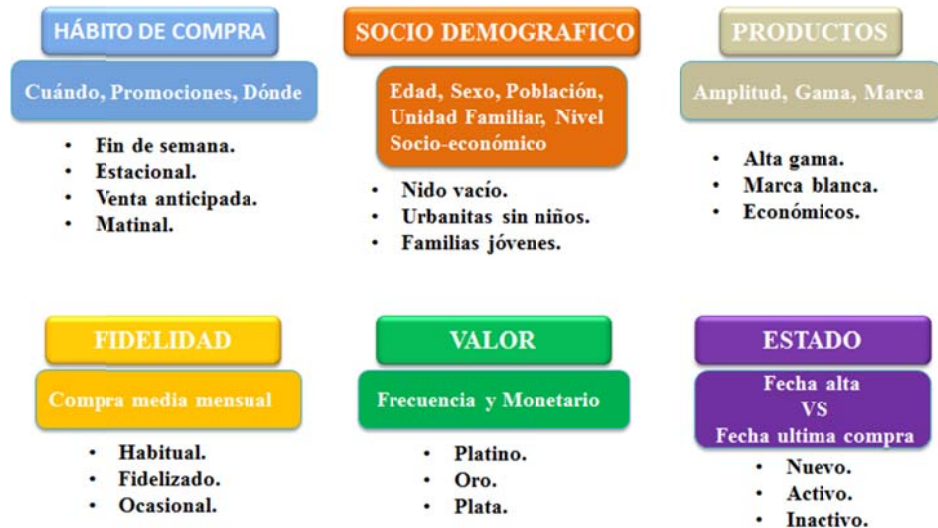 HÁBITO DE COMPRA
Cuándo, Promociones, Dónde
• Fin de semana.
• Estacional.
• Venta anticipada.
• Matinal.
SOCIO DEMOGRAFICO
Edad, Sexo, Población,
Unidad Familiar, Nivel
Socio-económico
• Nido vacío.
• Urbanitas sin niños.
• Familias jóvenes.
PRODUCTOS
Amplitud, Gama, Marca
• Alta gama.
• Marca blanca.
• Económicos.
FIDELIDAD
Compra media mensual
• Habitual.
• Fidelizado.
• Ocasional.
VALOR
Frecuencia y Monetario
• Platino.
• Oro.
• Plata.
ESTADO
Fecha alta
VS
Fecha ultima compra
• Nuevo.
• Activo.
• Inactivo.